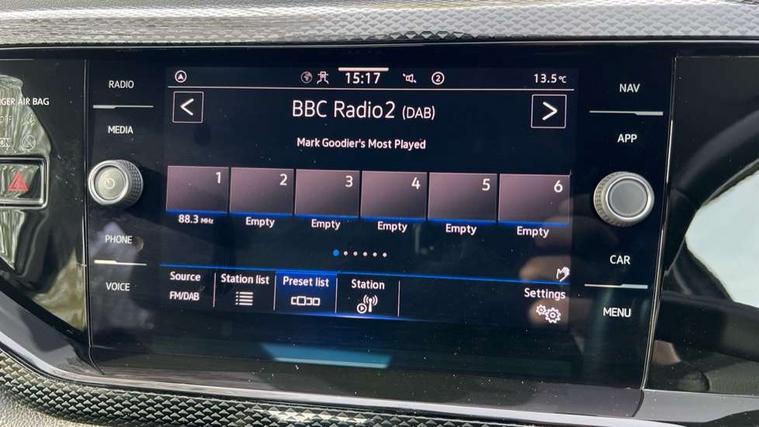 RADIO
MEDIA
PHONE
VOICE
15:17
2
13.5°C
BBC Radio2 (DAB)
Mark Goodier's Most Played
1 2 3 4 5 6
88.3 MHz Empty Empty Empty Empty Empty
Source Station list Preset list Station Settings
FM/DAB
NAV
APP
CAR
MENU
AIR BAG